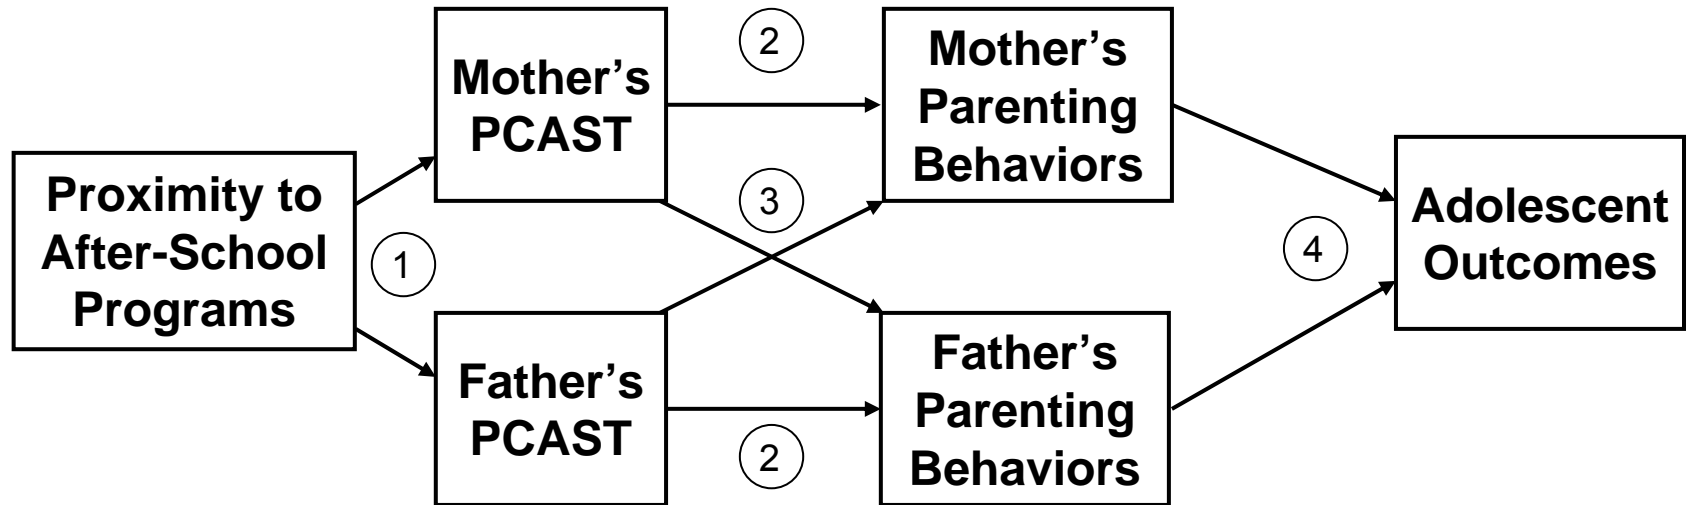 Proximity to
After-School
Programs
1
Mother’s
PCAST
Father’s
PCAST
2
3
2
Mother’s
Parenting
Behaviors
Father’s
Parenting
Behaviors
4
Adolescent
Outcomes